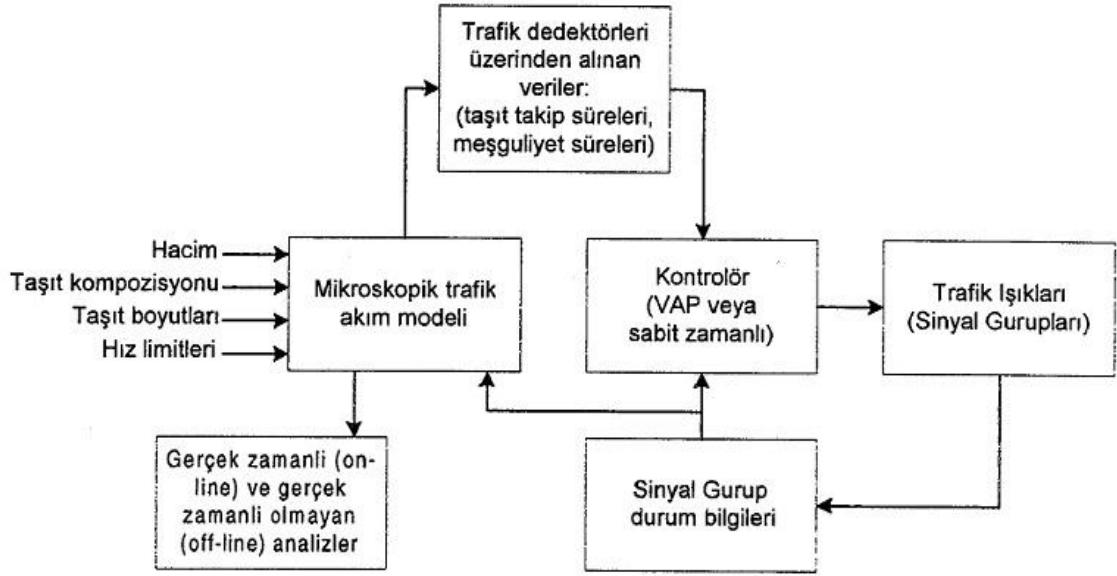 Trafik dedektörleri
üzerinden alınan
veriler:
(taşıt takip süreleri,
meşguliyet süreleri)
Hacim
Taşıt kompozisyonu
Taşıt boyutları
Hız limitleri
Mikroskopik trafik
akım modeli
Kontrolör
(VAP veya
sabit zamanlı)
Trafik Işıkları
(Sinyal Gurupları)
Gerçek zamanli (on-
line) ve gerçek
zamanli olmayan
(off-line) analizler
Sinyal Gurup
durum bilgileri